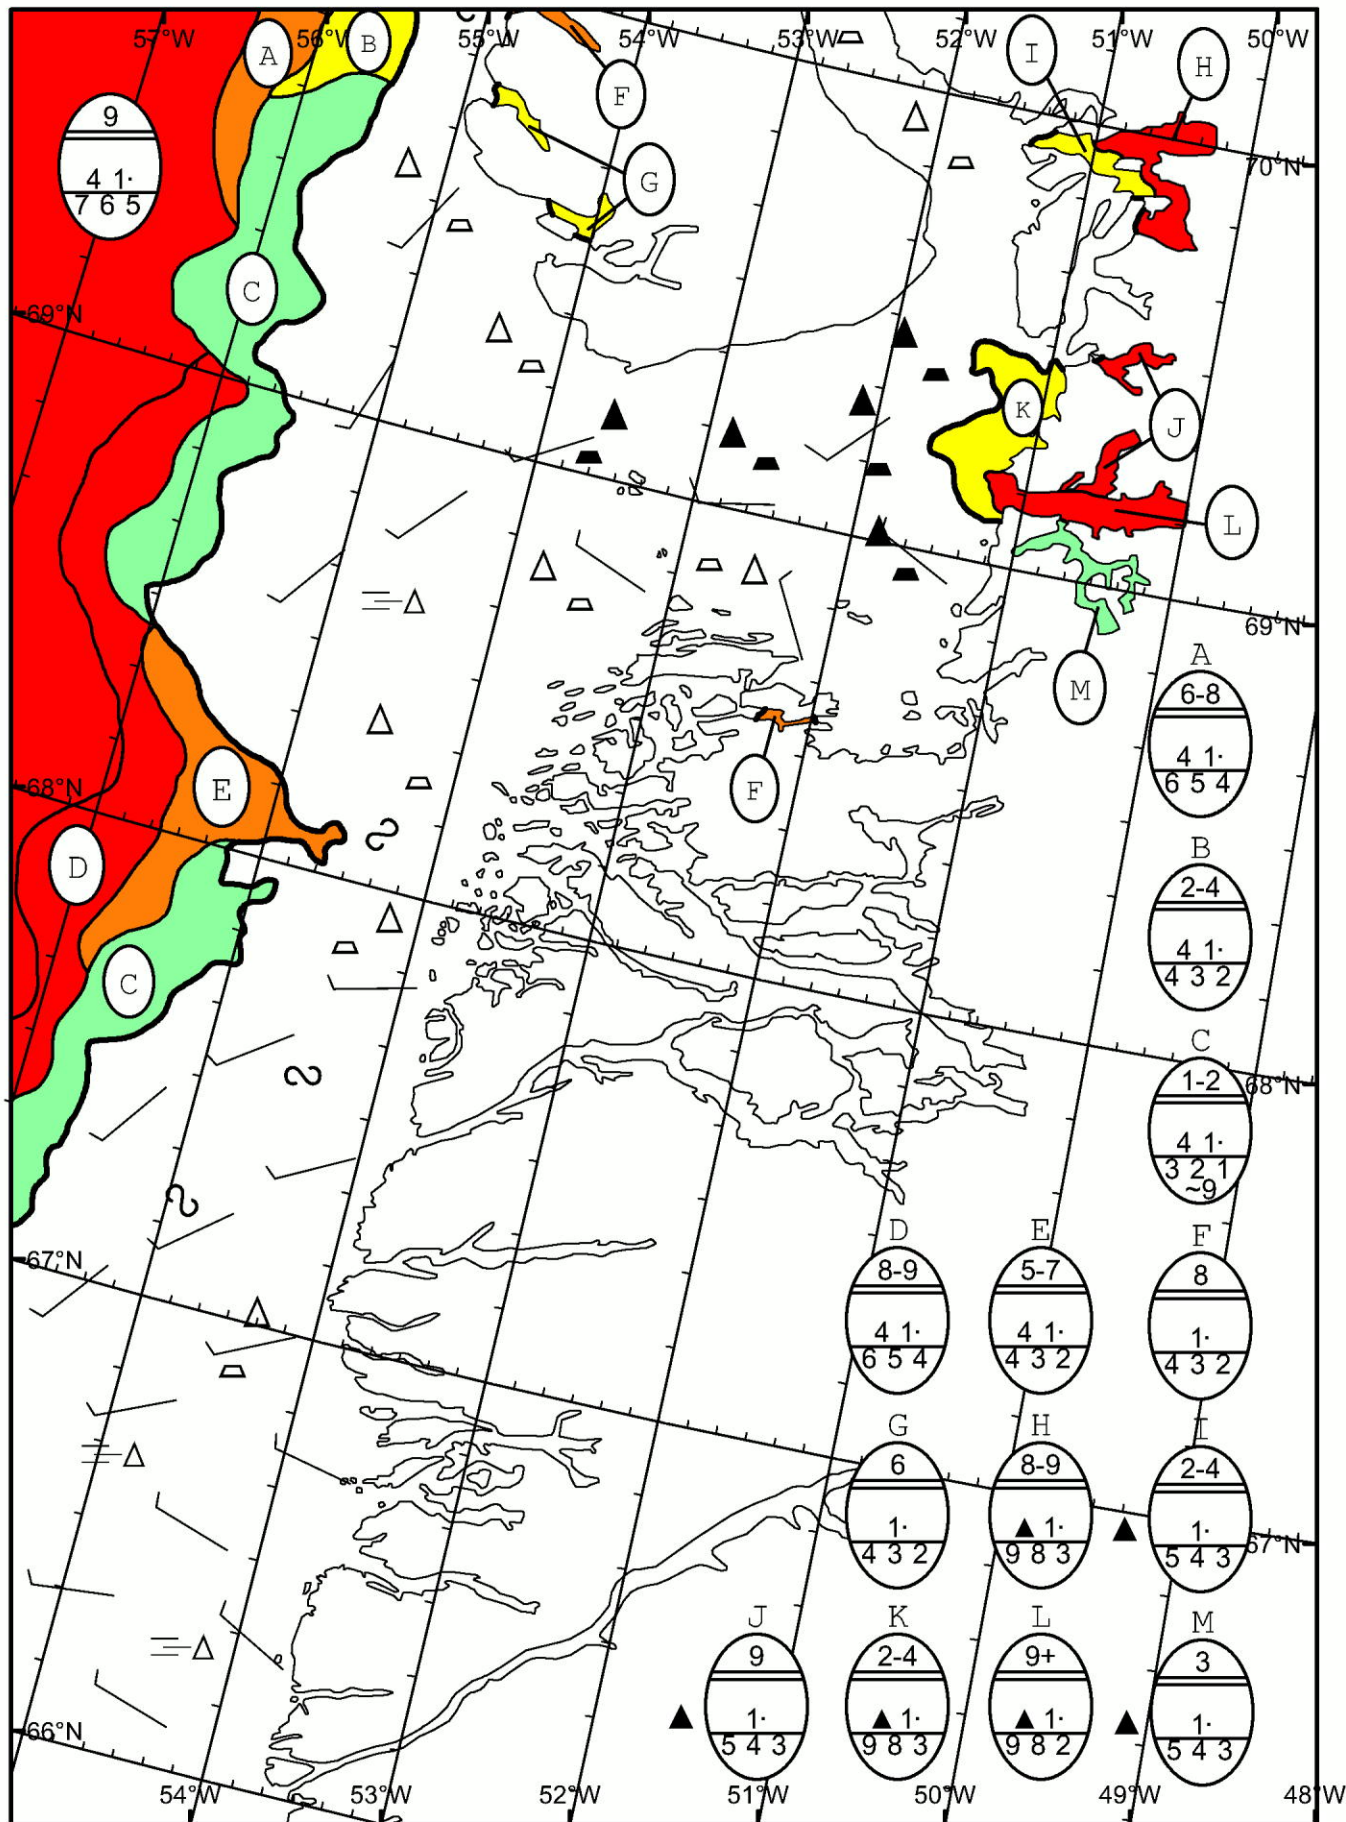 57°W 56°W 55°W 54°W 53°W 52°W 51°W 50°W
A
B
I
H
F
9
4 1·
7 6 5
G
70°N
C
69°N
K
J
L
69°N
M
A
6-8
4 1·
6 5 4
F
E
68°N
D
B
2-4
4 1·
4 3 2
C
C
1-2
4 1·
3 2 1
~9
68°N
D E F
8-9 5-7 8
4 1· 4 1· 1·
6 5 4 4 3 2 4 3 2
67°N
G H I
6 8-9 2-4
1· ▲ 1· ▲ 1·
4 3 2 9 8 3 5 4 3
67°N
J K L M
9 2-4 9+ 3
▲ 1· ▲ 1· ▲ 1· ▲ 1·
5 4 3 9 8 3 9 8 2 5 4 3
66°N
54°W 53°W 52°W 51°W 50°W 49°W 48°W